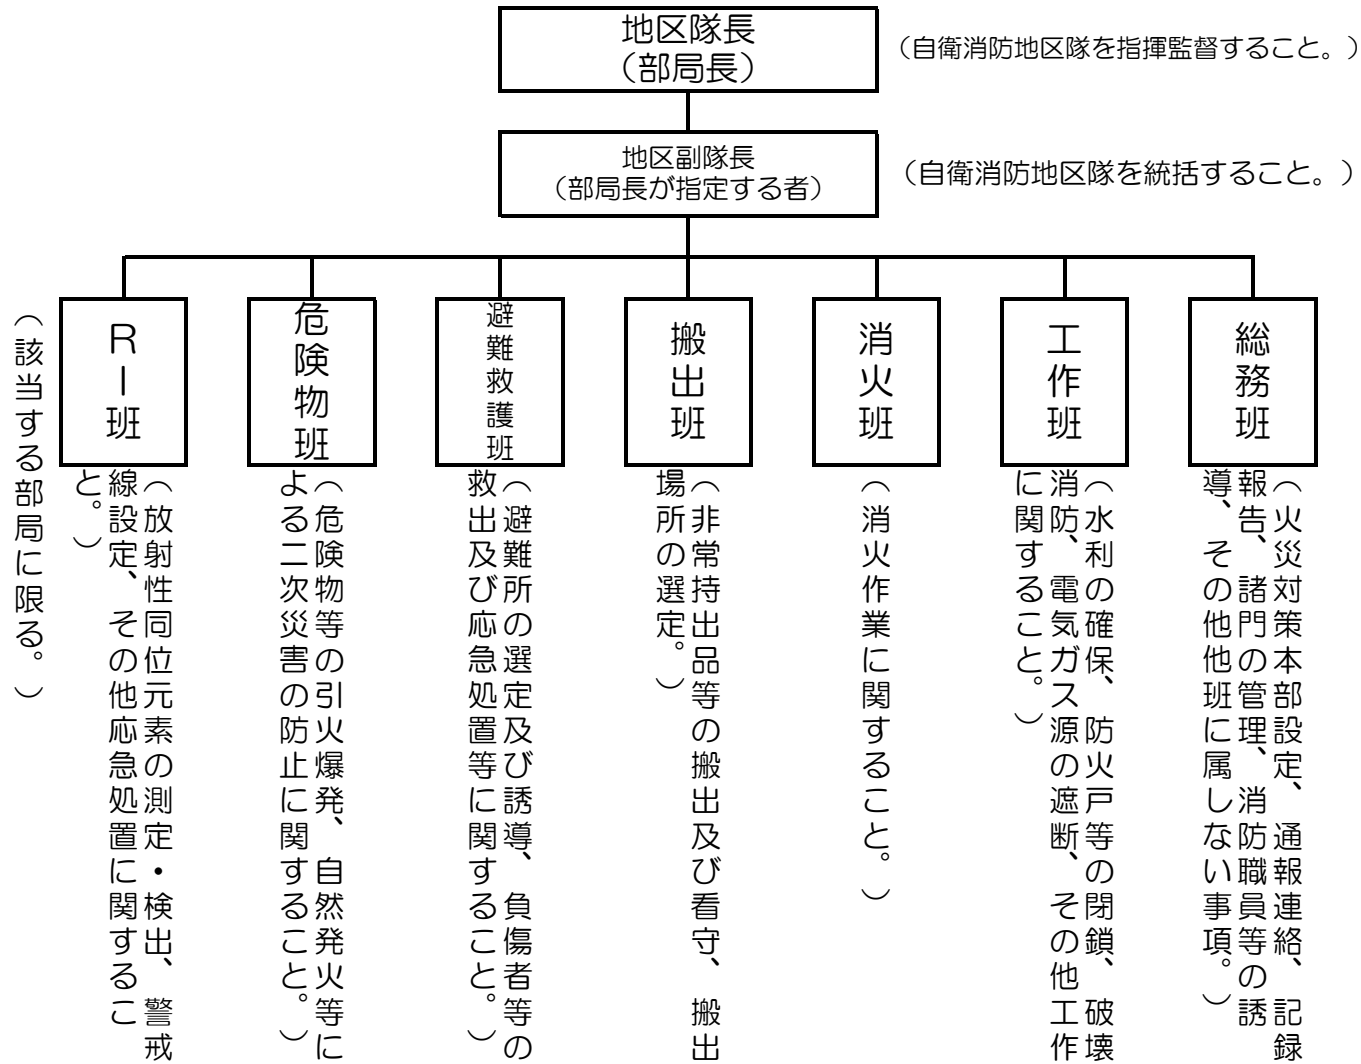 地区隊長
（部局長）
（自衛消防地区隊を指揮監督すること。）
地区副隊長
（部局長が指定する者）
（自衛消防地区隊を統括すること。）
総務班
（火災対策本部設定、通報連絡、記録
報告、諸門の管理、消防職員等の誘
導、その他他班に属しない事項。）
工作班
（水利の確保、防火戸等の閉鎖、破壊
消防、電気ガス源の遮断、その他工作
に関すること。）
消火班
（消火作業に関すること。）
搬出班
（非常持出品等の搬出及び看守、搬出
場所の選定。）
避難救護班
（避難所の選定及び誘導、負傷者等の
救出及び応急処置等に関すること。）
危険物班
（危険物等の引火爆発、自然発火等に
よる二次災害の防止に関すること。）
ＲＩ班
（放射性同位元素の測定・検出、警戒
線設定、その他応急処置に関するこ
と。）
（該当する部局に限る。）